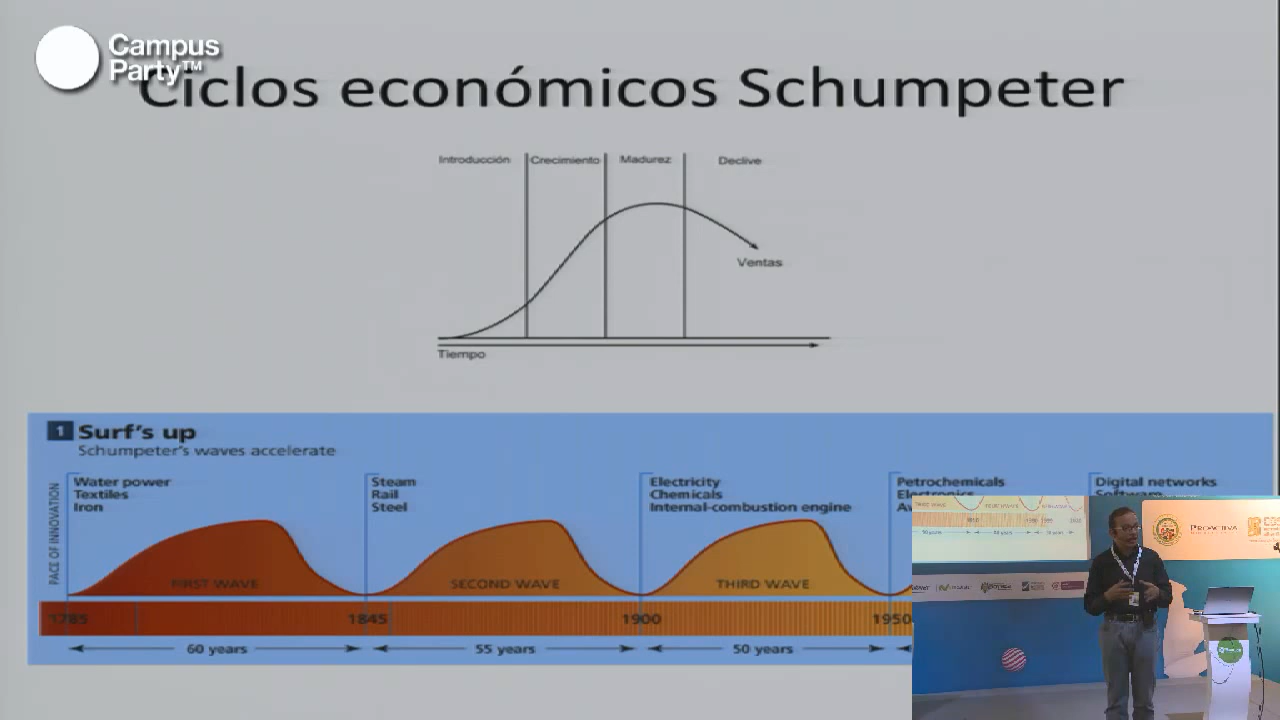 Campus
Party™
Ciclos económicos Schumpeter
Introducción
Crecimiento
Madurez
Declive
Ventas
Tiempo
1 Surf's up
Schumpeter's waves accelerate
PACE OF INNOVATION
Water power
Textiles
Iron
Steam
Rail
Steel
Electricity
Chemicals
Internal-combustion engine
Petrochemicals
Electronics
Digital networks
Software
FIRST WAVE
SECOND WAVE
THIRD WAVE
1785
1845
1900
1950
60 years
55 years
50 years
PROACTIVA